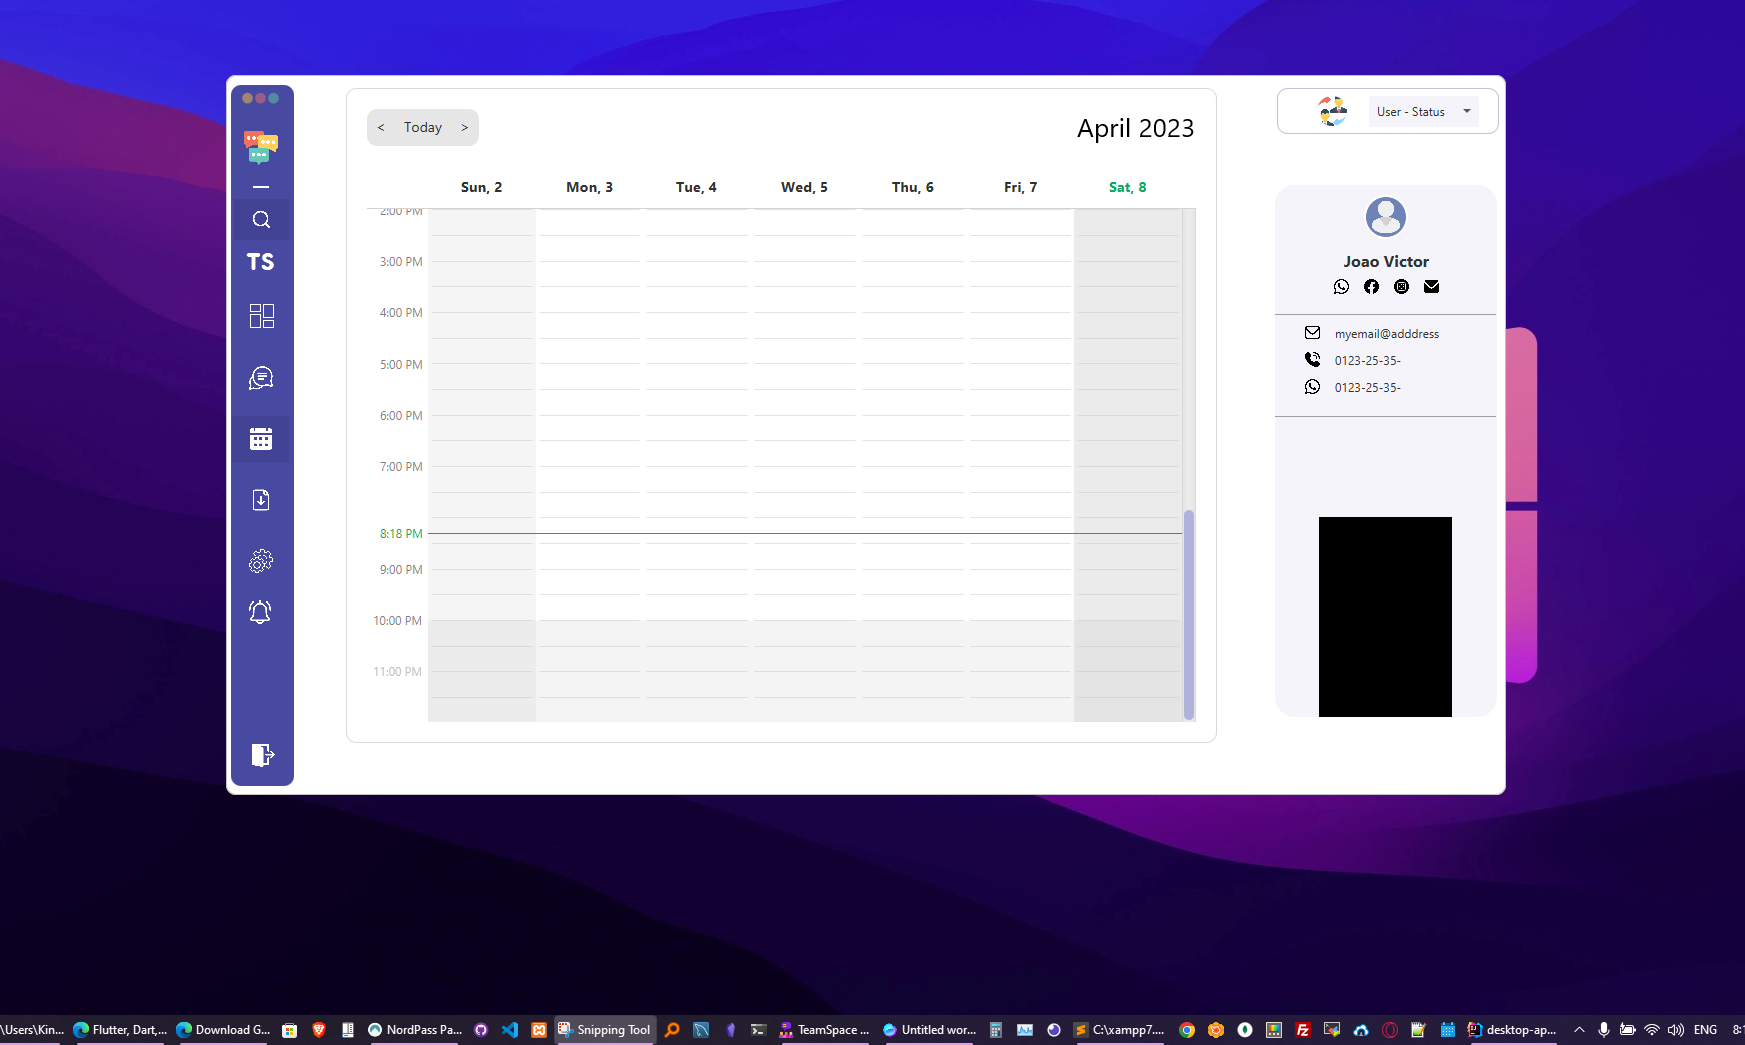 < Today >
April 2023
User - Status
Sun, 2 Mon, 3 Tue, 4 Wed, 5 Thu, 6 Fri, 7 Sat, 8
2:00 PM
3:00 PM
4:00 PM
5:00 PM
6:00 PM
7:00 PM
8:18 PM
9:00 PM
10:00 PM
11:00 PM
TS
Joao Victor
myemail@adddress
0123-25-35-
0123-25-35-
\Users\Kin... Flutter, Dart,... Download G... NordPass Pa... Snipping Tool TeamSpace ... Untitled wor... C:\xampp7.... desktop-ap... ENG